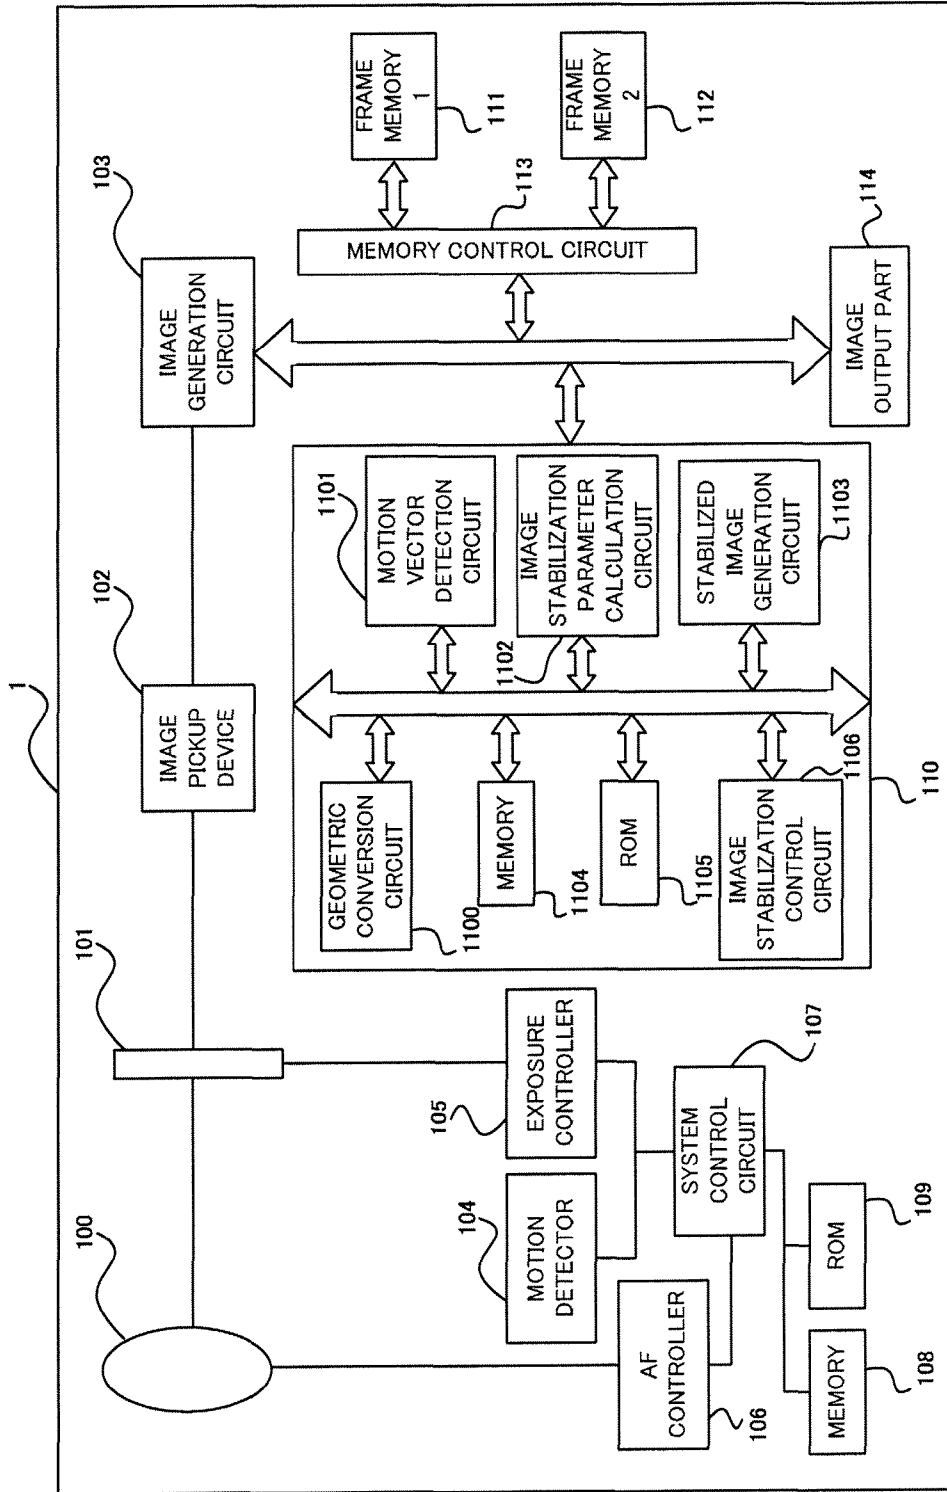 1
100
101
102
IMAGE
PICKUP
DEVICE
103
IMAGE
GENERATION
CIRCUIT
104
MOTION
DETECTOR
105
EXPOSURE
CONTROLLER
AF
CONTROLLER
106
SYSTEM
CONTROL
CIRCUIT
107
MEMORY
108
ROM
109
GEOMETRIC
CONVERSION
CIRCUIT
1100
MEMORY
1104
ROM
1105
IMAGE
STABILIZATION
CONTROL
CIRCUIT
1106
1101
MOTION
VECTOR
DETECTION
CIRCUIT
1102
IMAGE
STABILIZATION
PARAMETER
CALCULATION
CIRCUIT
STABILIZED
IMAGE
GENERATION
CIRCUIT
1103
110
MEMORY CONTROL CIRCUIT
113
FRAME
MEMORY
1
111
FRAME
MEMORY
2
112
IMAGE
OUTPUT PART
114